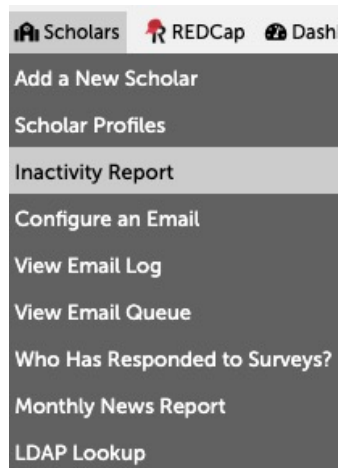 Scholars REDCap Dash
Add a New Scholar
Scholar Profiles
Inactivity Report
Configure an Email
View Email Log
View Email Queue
Who Has Responded to Surveys?
Monthly News Report
LDAP Lookup